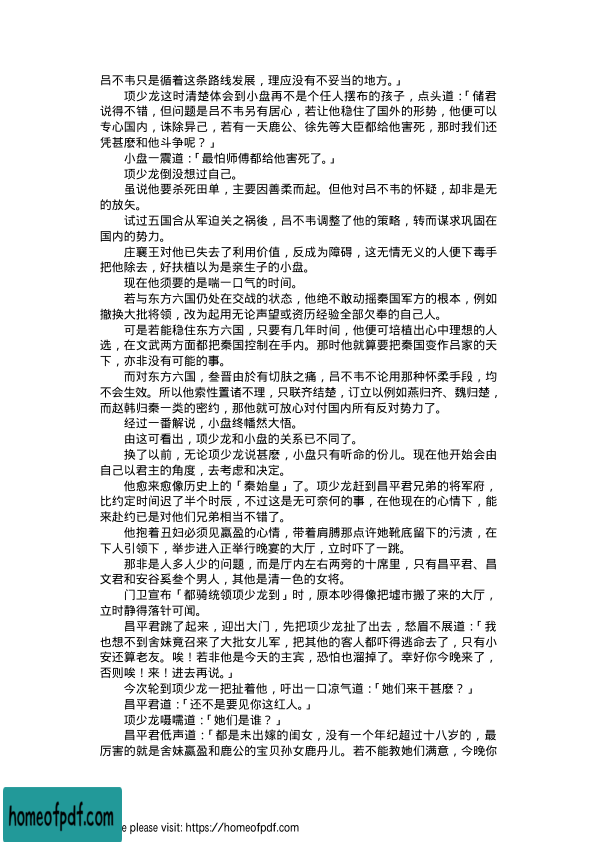 吕不韦只是循着这条路线发展，理应没有不妥当的地方。」
项少龙这时清楚体会到小盘再不是个任人摆布的孩子，点头道：「储君
说得不错，但问题是吕不韦另有居心，若让他稳住了国外的形势，他便可以
专心国内，诛除异己，若有一天鹿公、徐先等大臣都给他害死，那时我们还
凭甚麽和他斗争呢？」
小盘一震道：「最怕师傅都给他害死了。」
项少龙倒没想过自己。
虽说他要杀死田单，主要因善柔而起。但他对吕不韦的怀疑，却非是无
的放矢。
试过五国合从军迫关之祸後，吕不韦调整了他的策略，转而谋求巩固在
国内的势力。
庄襄王对他已失去了利用价值，反成为障碍，这无情无义的人便下毒手
把他除去，好扶植以为是亲生子的小盘。
现在他须要的是喘一口气的时间。
若与东方六国仍处在交战的状态，他绝不敢动摇秦国军方的根本，例如
撤换大批将领，改为起用无论声望或资历经验全部欠奉的自己人。
可是若能稳住东方六国，只要有几年时间，他便可培植出心中理想的人
选，在文武两方面都把秦国控制在手内。那时他就算要把秦国变作吕家的天
下，亦非没有可能的事。
而对东方六国，叁晋由於有切肤之痛，吕不韦不论用那种怀柔手段，均
不会生效。所以他索性置诸不理，只联齐结楚，订立以例如燕归齐、魏归楚，
而赵韩归秦一类的密约，那他就可放心对付国内所有反对势力了。
经过一番解说，小盘终幡然大悟。
由这可看出，项少龙和小盘的关系已不同了。
换了以前，无论项少龙说甚麽，小盘只有听命的份儿。现在他开始会由
自己以君主的角度，去考虑和决定。
他愈来愈像历史上的「秦始皇」了。项少龙赶到昌平君兄弟的将军府，
比约定时间迟了半个时辰，不过这是无可奈何的事，在他现在的心情下，能
来赴约已是对他们兄弟相当不错了。
他抱着丑妇必须见嬴盈的心情，带着肩膊那点许她靴底留下的污渍，在
下人引领下，举步进入正举行晚宴的大厅，立时吓了一跳。
那非是人多人少的问题，而是厅内左右两旁的十席里，只有昌平君、昌
文君和安谷奚叁个男人，其他是清一色的女将。
门卫宣布「都骑统领项少龙到」时，原本吵得像把墟市搬了来的大厅，
立时静得落针可闻。
昌平君跳了起来，迎出大门，先把项少龙扯了出去，愁眉不展道：「我
也想不到舍妹竟召来了大批女儿军，把其他的客人都吓得逃命去了，只有小
安还算老友。唉！若非他是今天的主宾，恐怕也溜掉了。幸好你今晚来了，
否则唉！来！进去再说。」
今次轮到项少龙一把扯着他，吁出一口凉气道：「她们来干甚麽？」
昌平君道：「还不是要见你这红人。」
项少龙嗫嚅道：「她们是谁？」
昌平君低声道：「都是未出嫁的闺女，没有一个年纪超过十八岁的，最
厉害的就是舍妹嬴盈和鹿公的宝贝孙女鹿丹儿。若不能教她们满意，今晚你
homeofpdf.com
please visit: https://homeofpdf.com